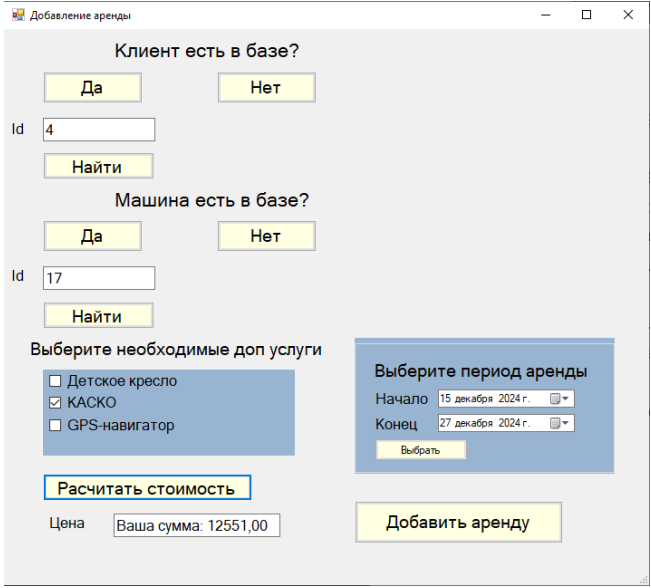 Добавление аренды
Клиент есть в базе?
Да
Нет
Id
4
Найти
Машина есть в базе?
Да
Нет
Id
17
Найти
Выберите необходимые доп услуги
Детское кресло
КАСКО
GPS-навигатор
Выберите период аренды
Начало
15 декабря 2024 г.
Конец
27 декабря 2024 г.
Выбрать
Расчитать стоимость
Цена
Ваша сумма: 12551,00
Добавить аренду